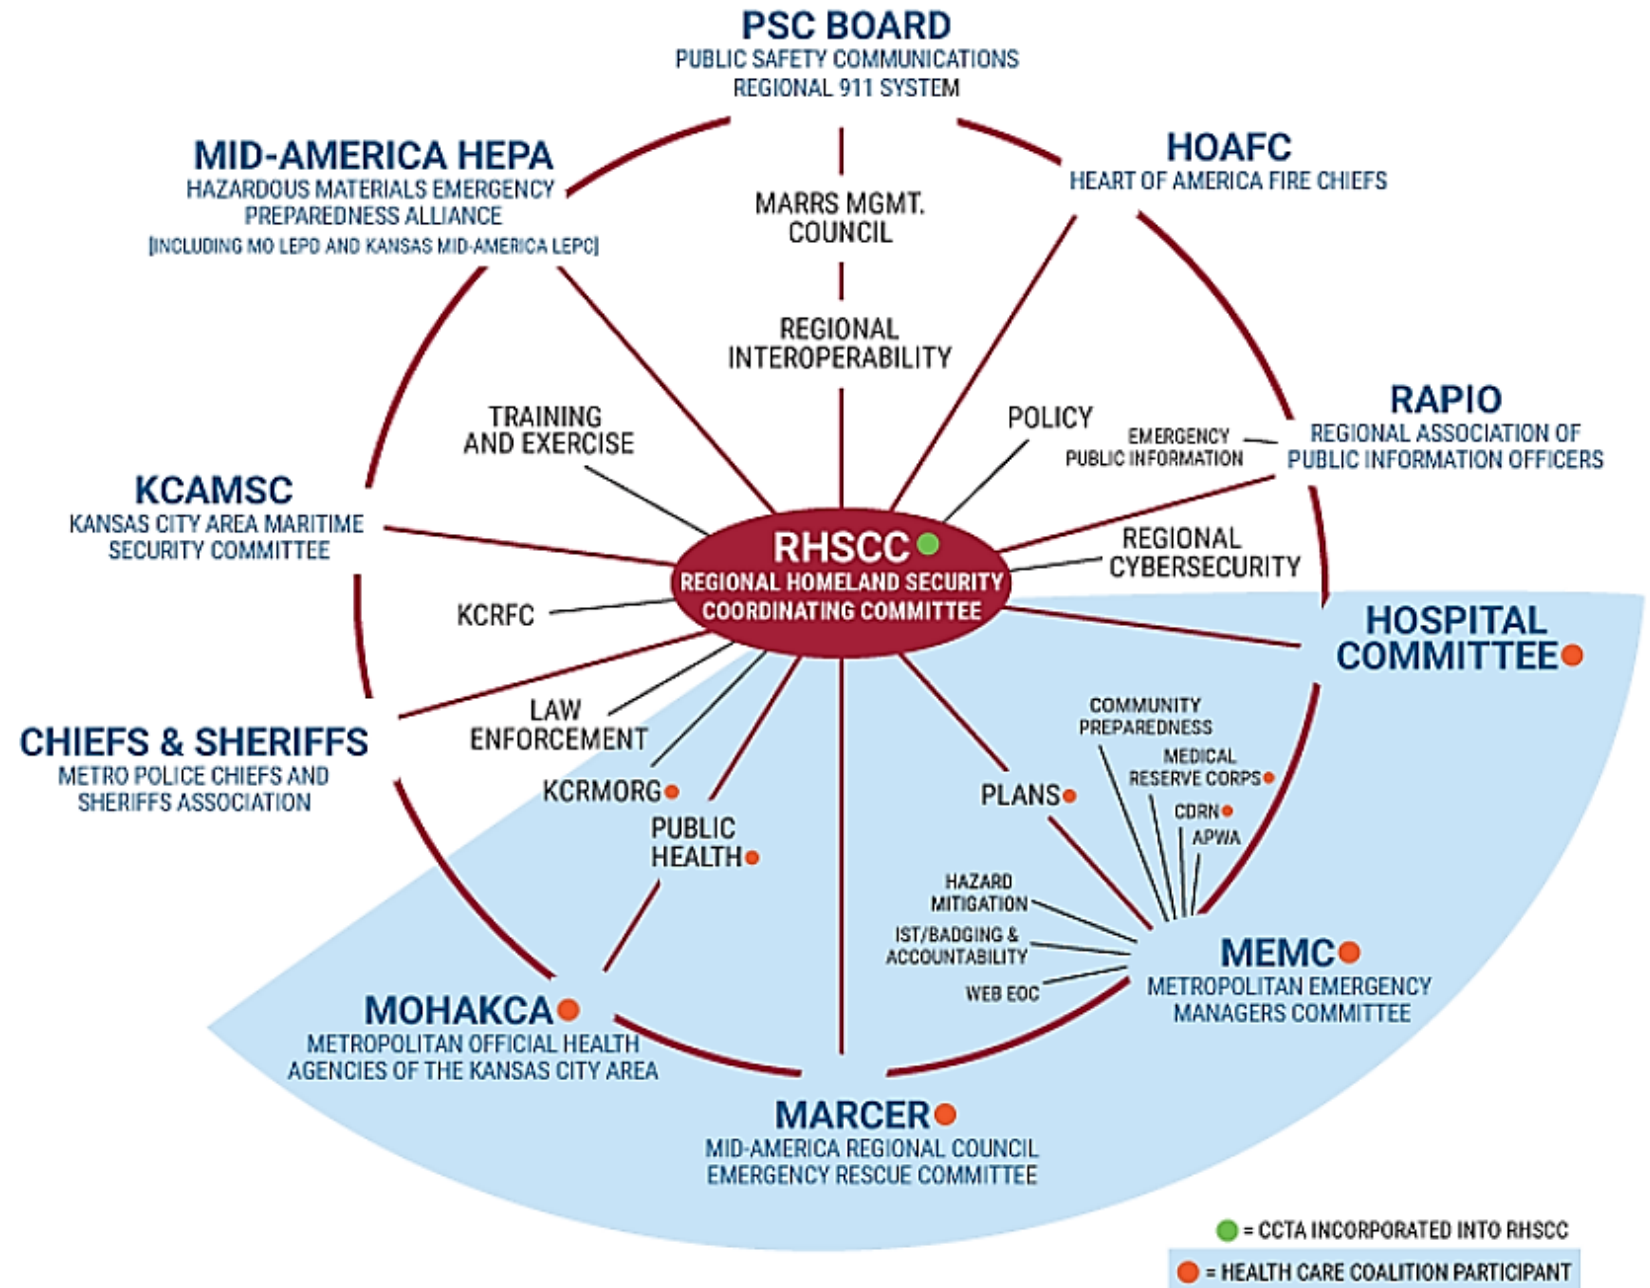 PSC BOARD
PUBLIC SAFETY COMMUNICATIONS
REGIONAL 911 SYSTEM
MID-AMERICA HEPA
HAZARDOUS MATERIALS EMERGENCY
PREPAREDNESS ALLIANCE
[INCLUDING MO LEPD AND KANSAS MID-AMERICA LEPC]
HOAFC
HEART OF AMERICA FIRE CHIEFS
MARRS MGMT.
COUNCIL
REGIONAL
INTEROPERABILITY
TRAINING
AND EXERCISE
POLICY
EMERGENCY
PUBLIC INFORMATION
RAPIO
REGIONAL ASSOCIATION OF
PUBLIC INFORMATION OFFICERS
KCAMSC
KANSAS CITY AREA MARITIME
SECURITY COMMITTEE
RHSCC
REGIONAL HOMELAND SECURITY
COORDINATING COMMITTEE
REGIONAL
CYBERSECURITY
KCRFC
HOSPITAL
COMMITTEE
CHIEFS & SHERIFFS
METRO POLICE CHIEFS AND
SHERIFFS ASSOCIATION
LAW
ENFORCEMENT
KCRMORG
PUBLIC
HEALTH
PLANS
COMMUNITY
PREPAREDNESS
MEDICAL
RESERVE CORPS
CDRN
APWA
HAZARD
MITIGATION
IST/BADGING &
ACCOUNTABILITY
WEB EOC
MEMC
METROPOLITAN EMERGENCY
MANAGERS COMMITTEE
MOHAKCA
METROPOLITAN OFFICIAL HEALTH
AGENCIES OF THE KANSAS CITY AREA
MARCER
MID-AMERICA REGIONAL COUNCIL
EMERGENCY RESCUE COMMITTEE
= CCTA INCORPORATED INTO RHSCC
= HEALTH CARE COALITION PARTICIPANT